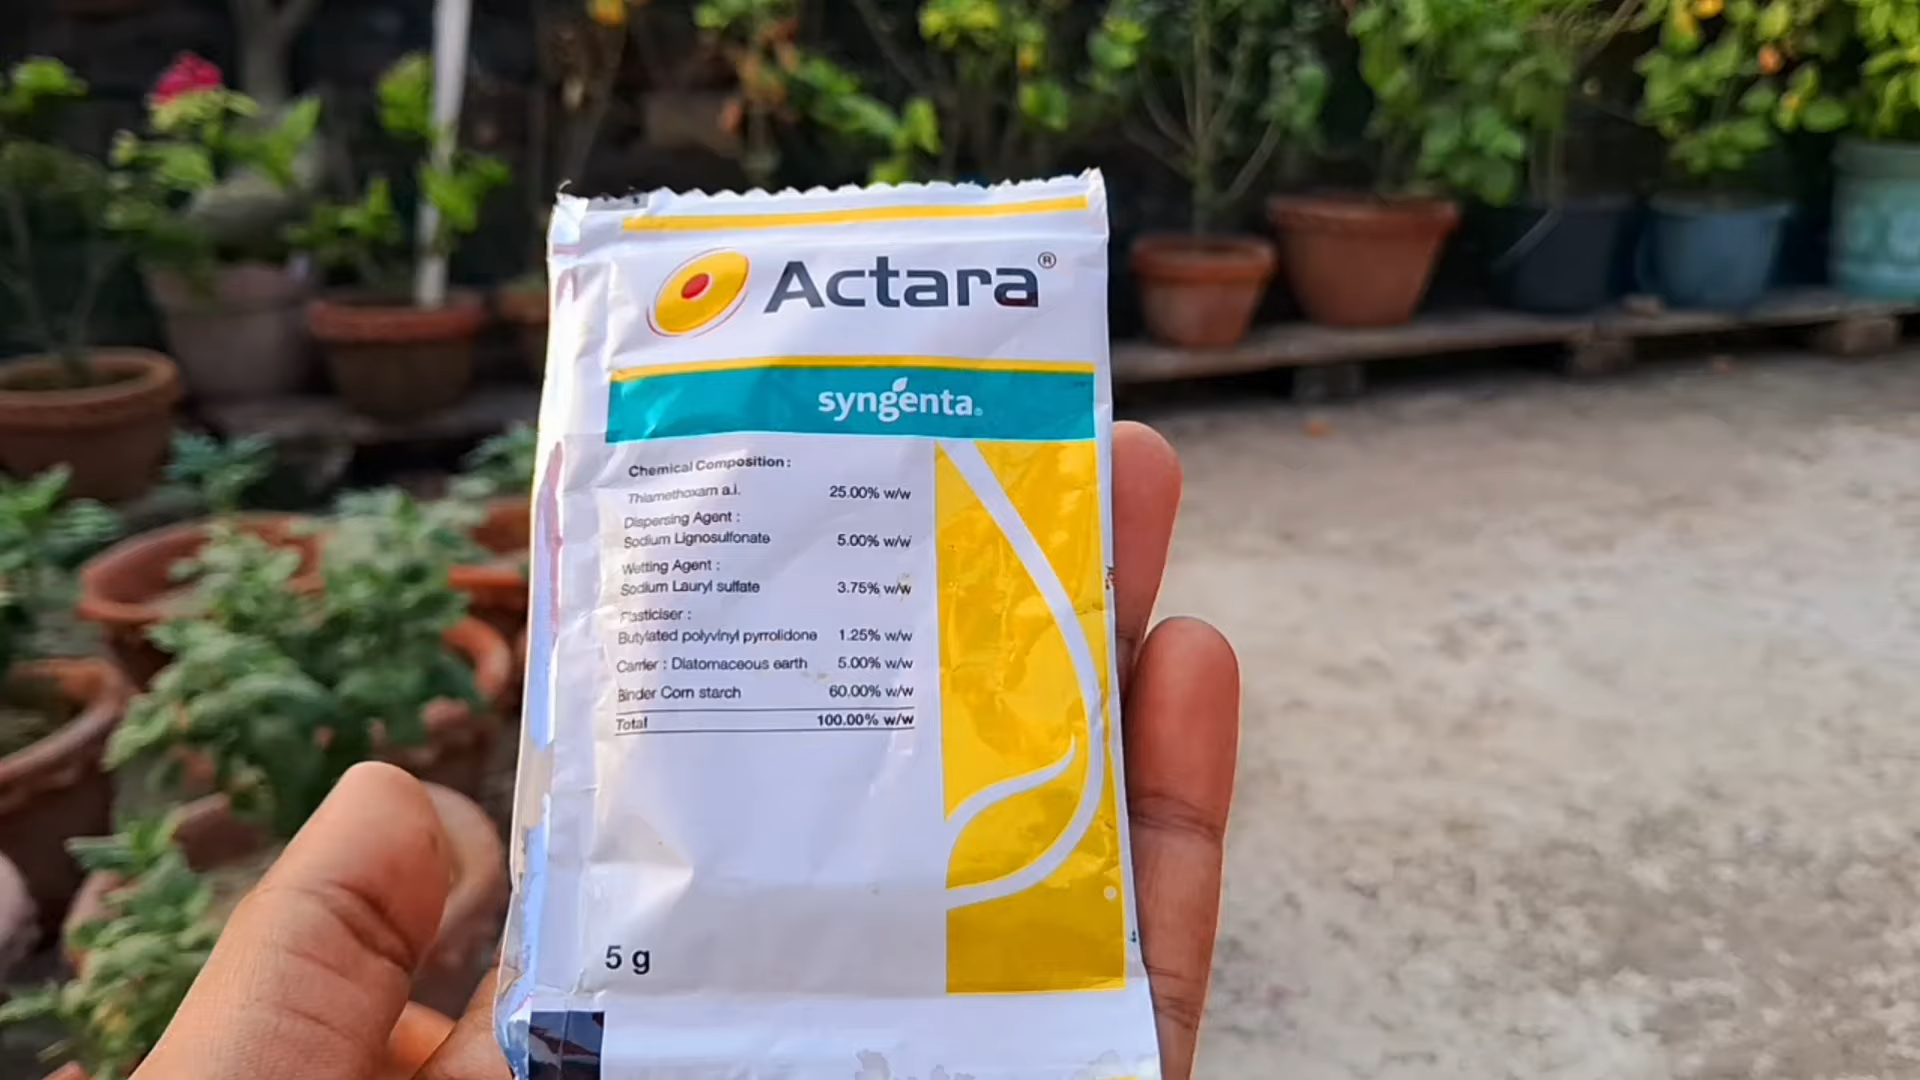 Actara®
syngenta®
Chemical Composition :
Thiamethoxam a.i. 25.00% w/w
Dispersing Agent :
Sodium Lignosulfonate 5.00% w/w
Wetting Agent :
Sodium Lauryl sulfate 3.75% w/w
Plasticiser :
Butylated polyvinyl pyrrolidone 1.25% w/w
Carrier : Diatomaceous earth 5.00% w/w
Binder Corn starch 60.00% w/w
Total 100.00% w/w
5 g